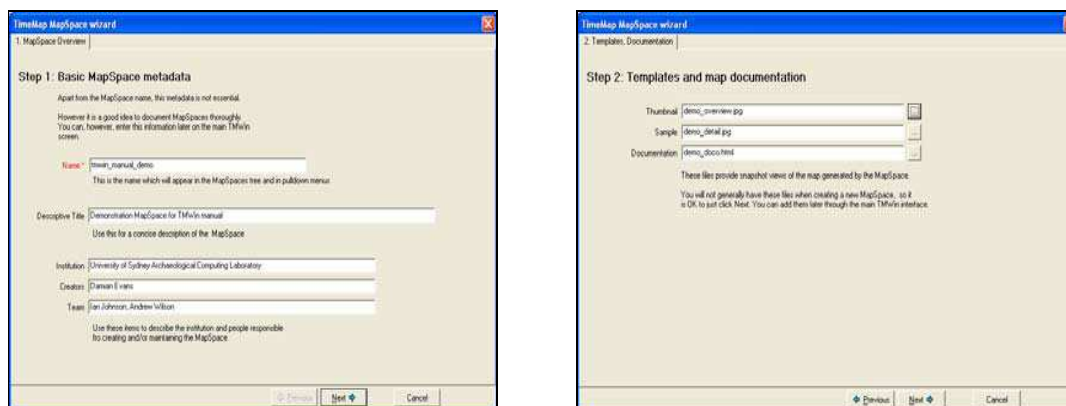 TimeMap MapSpace wizard
1. MapSpace Overview
Step 1: Basic MapSpace metadata
Apart from the MapSpace name, this metadata is not essential.
However it is a good idea to document MapSpaces thoroughly.
You can, however, enter this information later on the main TMWin
screen.
Name * tmwin_manual_demo
This is the name which will appear in the MapSpaces tree and in pulldown menus
Descriptive Title Demonstration MapSpace for TMWin manual
Use this for a concise description of the MapSpace
Institution University of Sydney Archaeological Computing Laboratory
Creators Damian Evans
Team Ian Johnson, Andrew Wilson
Use these items to describe the institution and people responsible
fro creating and/or maintaining the MapSpace
Previous Next Cancel
TimeMap MapSpace wizard
2. Templates, Documentation
Step 2: Templates and map documentation
Thumbnail demo_overview.jpg
Sample demo_detail.jpg ...
Documentation demo_doco.html ...
These files provide snapshot views of the map generated by the MapSpace.
You will not generally have these files when creating a new MapSpace, so it
is OK to just click Next. You can add them later through the main TMWin interface.
Previous Next Cancel